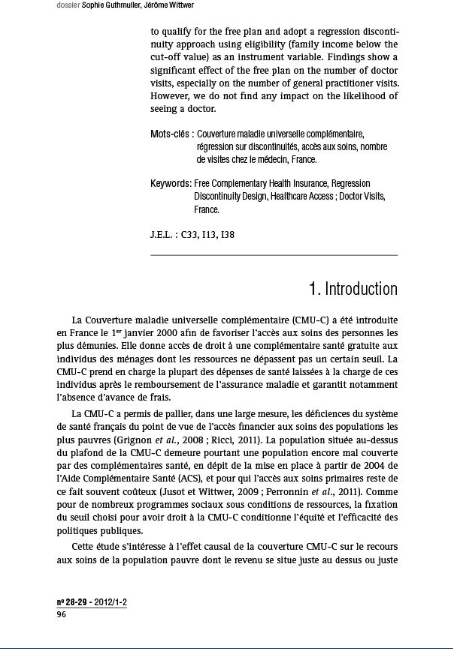 dossier Sophie Guthmuller, Jérôme Wittwer
to qualify for the free plan and adopt a regression disconti-
nuity approach using eligibility (family income below the
cut-off value) as an instrument variable. Findings show a
significant effect of the free plan on the number of doctor
visits, especially on the number of general practitioner visits.
However, we do not find any impact on the likelihood of
seeing a doctor.
Mots-clés : Couverture maladie universelle complémentaire,
régression sur discontinuités, accès aux soins, nombre
de visites chez le médecin, France.
Keywords: Free Complementary Health Insurance, Regression
Discontinuity Design, Healthcare Access ; Doctor Visits,
France.
J.E.L. : C33, I13, I38
1. Introduction
La Couverture maladie universelle complémentaire (CMU-C) a été introduite
en France le 1er janvier 2000 afin de favoriser l'accès aux soins des personnes les
plus démunies. Elle donne accès de droit à une complémentaire santé gratuite aux
individus des ménages dont les ressources ne dépassent pas un certain seuil. La
CMU-C prend en charge la plupart des dépenses de santé laissées à la charge de ces
individus après le remboursement de l'assurance maladie et garantit notamment
l'absence d'avance de frais.
La CMU-C a permis de pallier, dans une large mesure, les déficiences du système
de santé français du point de vue de l'accès financier aux soins des populations les
plus pauvres (Grignon et al., 2008 ; Ricci, 2011). La population située au-dessus
du plafond de la CMU-C demeure pourtant une population encore mal couverte
par des complémentaires santé, en dépit de la mise en place à partir de 2004 de
l'Aide Complémentaire Santé (ACS), et pour qui l'accès aux soins primaires reste de
ce fait souvent coûteux (Jusot et Wittwer, 2009 ; Perronnin et al., 2011). Comme
pour de nombreux programmes sociaux sous conditions de ressources, la fixation
du seuil choisi pour avoir droit à la CMU-C conditionne l'équité et l'efficacité des
politiques publiques.
Cette étude s'intéresse à l'effet causal de la couverture CMU-C sur le recours
aux soins de la population pauvre dont le revenu se situe juste au dessus ou juste
nº 28-29 - 2012/1-2
96